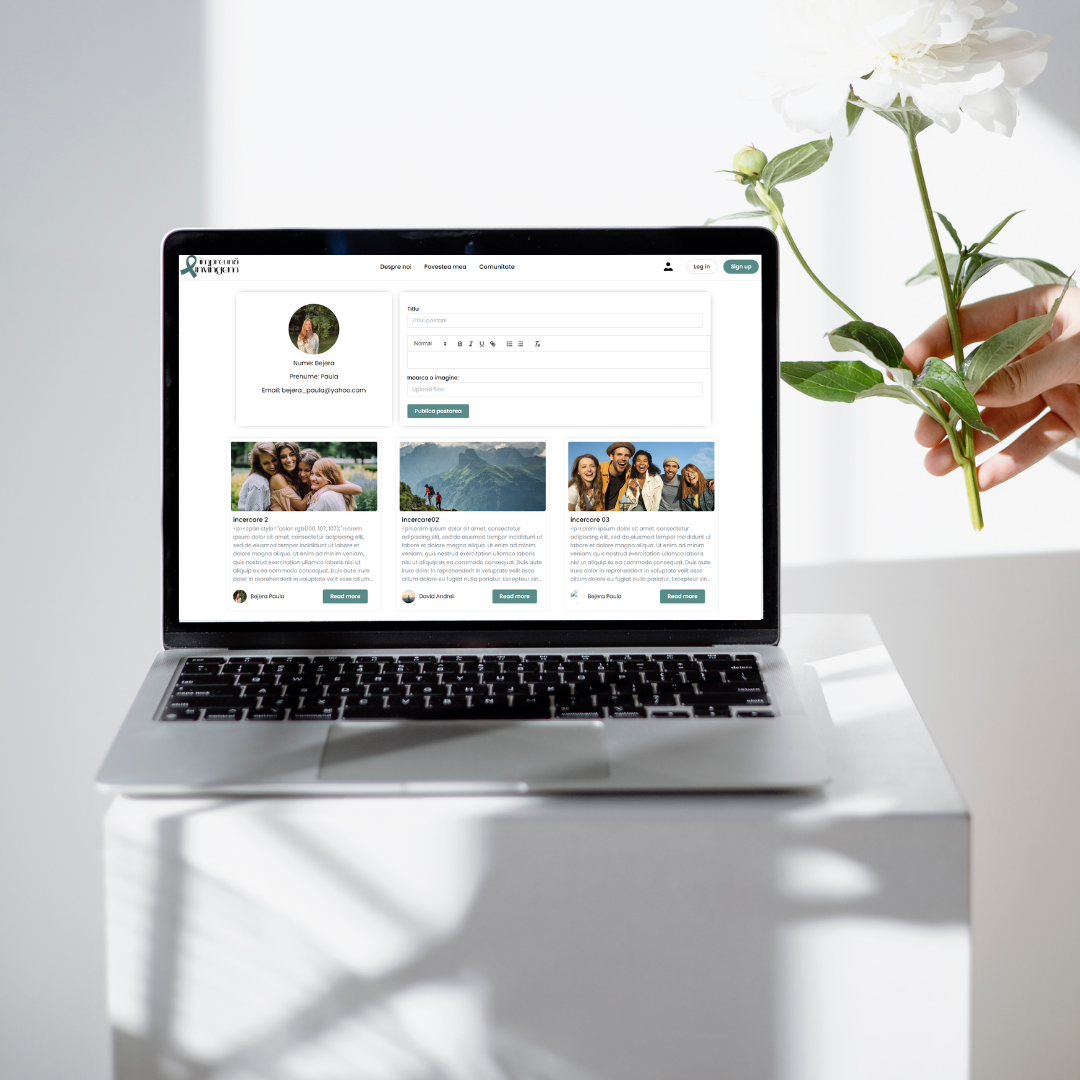 împreună
învingem
Despre noi
Povestea mea
Comunitate
Log in
Sign up
Nume: Bejera
Prenume: Paula
Email: bejera_paula@yahoo.com
Titlu
Titlul postarii
Normal
B I U
Incarca o imagine:
Upload files
Publica postarea
incercare 2
<p><span style="color: rgb(100, 107, 107);">Lorem
ipsum dolor sit amet, consectetur adipiscing elit,
sed do eiusmod tempor incididunt ut labore et
dolore magna aliqua. Ut enim ad minim
veniam, quis nostrud exercitation ullamco laboris
nisi ut aliquip ex ea commodo consequat. Duis aute irure
dolor in reprehenderit in voluptate velit esse cillum...
Bejera Paula
Read more
incercare02
<p>Lorem ipsum dolor sit amet, consectetur
adipiscing elit, sed do eiusmod tempor incididunt ut
labore et dolore magna aliqua. Ut enim ad minim
veniam, quis nostrud exercitation ullamco laboris
nisi ut aliquip ex ea commodo consequat. Duis aute
irure dolor in reprehenderit in voluptate velit esse
cillum dolore eu fugiat nulla pariatur. Excepteur sin...
David Andrei
Read more
incercare 03
<p>Lorem ipsum dolor sit amet, consectetur
adipiscing elit, sed do eiusmod tempor incididunt ut
labore et dolore magna aliqua. Ut enim ad minim
veniam, quis nostrud exercitation ullamco laboris
nisi ut aliquip ex ea commodo consequat. Duis aute
irure dolor in reprehenderit in voluptate velit esse
cillum dolore eu fugiat nulla pariatur. Excepteur sin...
Bejera Paula
Read more